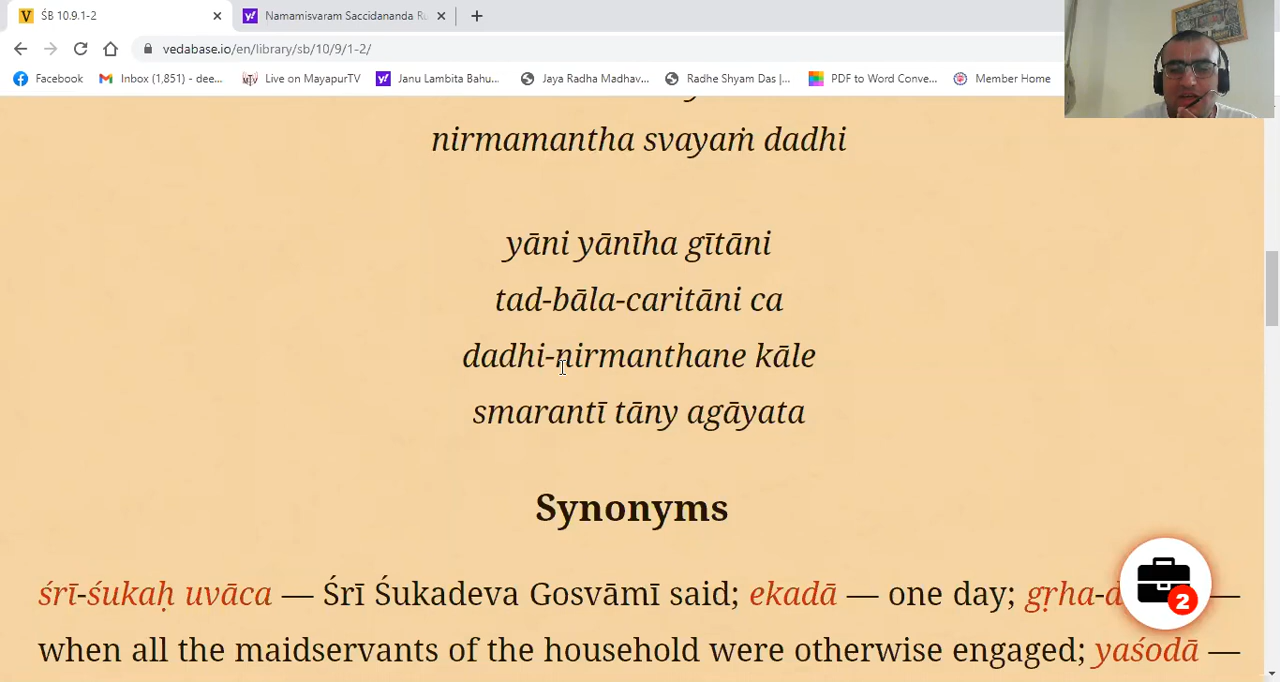 ŚB 10.9.1-2
Namamisvaram Saccidananda Ru
vedabase.io/en/library/sb/10/9/1-2/
Facebook
Inbox (1,851) - dee...
Live on MayapurTV
Janu Lambita Bahu...
Jaya Radha Madhav...
Radhe Shyam Das |...
PDF to Word Conve...
Member Home
nirmamantha svayaṁ dadhi
yāni yānīha gītāni
tad-bāla-caritāni ca
dadhi-nirmanthane kāle
smarantī tāny agāyata
Synonyms
śrī-śukaḥ uvāca — Śrī Śukadeva Gosvāmī said; ekadā — one day; gṛha-d —
when all the maidservants of the household were otherwise engaged; yaśodā —
2